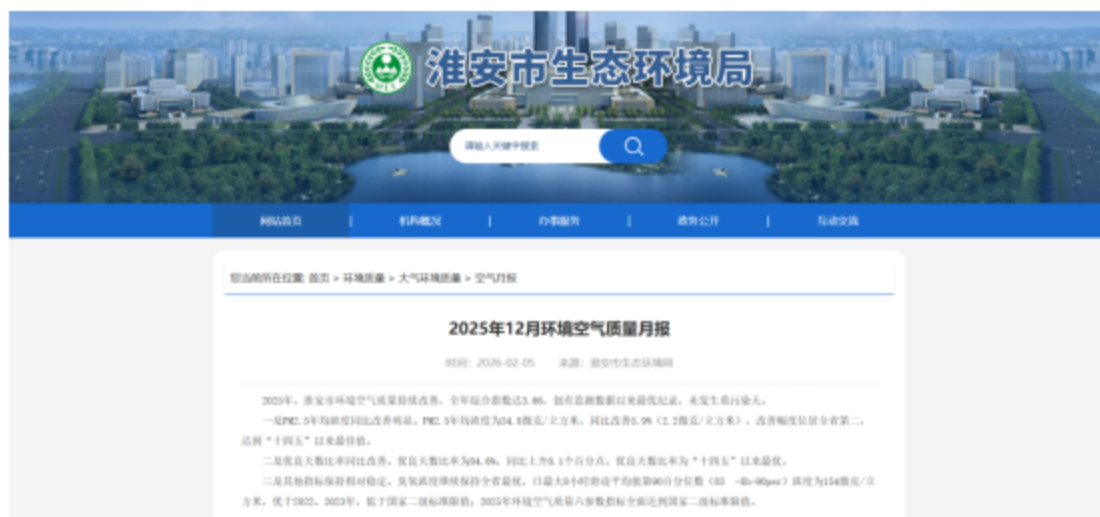 淮安市生态环境局
请输入关键字搜索
网站首页 | 机构概况 | 办事服务 | 政务公开 | 互动交流
您当前所在位置: 首页 > 环境质量 > 大气环境质量 > 空气月报
2025年12月环境空气质量月报
时间: 2026-02-05 来源: 淮安市生态环境局
2025年，淮安市环境空气质量持续改善，全年综合指数达3.66，创有监测数据以来最优纪录，未发生重污染天。
一是PM2.5年均浓度同比改善明显。PM2.5年均浓度为34.8微克/立方米，同比改善5.9%（2.2微克/立方米），改善幅度位居全省第二，
达到“十四五”以来最佳值。
二是优良天数比率同比改善。优良天数比率为84.6%，同比上升0.1个百分点，优良天数比率为“十四五”以来最优。
三是其他指标保持相对稳定。臭氧浓度继续保持全省最优，日最大8小时滑动平均值第90百分位数（O3 -8h-90per）浓度为156微克/立
方米，优于2022、2023年，低于国家二级标准限值；2025年环境空气质量六参数指标全面达到国家二级标准限值。